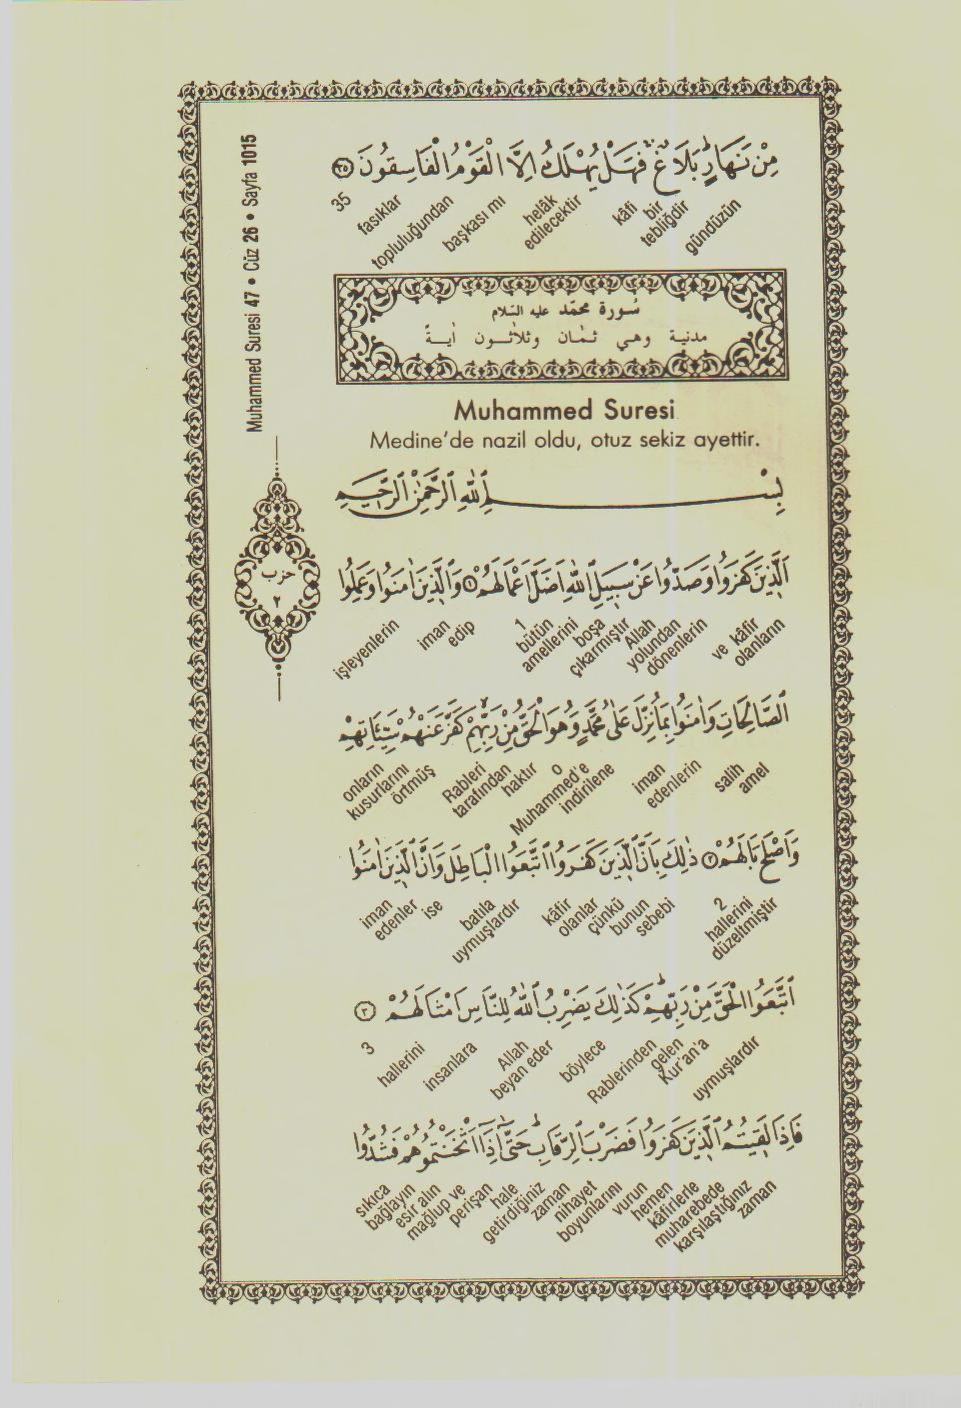 Muhammed Suresi 47 • Cüz 26 • Sayfa 1015
مِنْ نَهَارٍۜ بَلَاغٌۚ فَهَلْ يُهْلَكُ اِلَّا الْقَوْمُ الْفَاسِقُونَ ﴿٣٥﴾
gündüzün bir tebliğdir kâfi helâk edilecektir başkası mı topluluğundan fasıklar 35
سُورة محمّد عليه السّلام
مدنية وهي ثمان وثلاثون اٰيةً
Muhammed Suresi
Medine'de nazil oldu, otuz sekiz ayettir.
بِسْمِ اللّٰهِ الرَّحْمٰنِ الرَّحِيمِ
حزب
٢
اَلَّذِينَ كَفَرُوا وَصَدُّوا عَنْ سَبِيلِ اللّٰهِ اَضَلَّ اَعْمَالَهُمْ ﴿١﴾ وَالَّذِينَ اٰمَنُوا وَعَمِلُوا
ve kâfir olanların dönenlerin yolundan Allah boşa çıkarmıştır bütün amellerini 1 iman edip işleyenlerin
الصَّالِحَاتِ وَاٰمَنُوا بِمَا نُزِّلَ عَلٰى مُحَمَّدٍ وَهُوَ الْحَقُّ مِنْ رَبِّهِمْۙ كَفَّرَ عَنْهُمْ سَيِّـَٔاتِهِمْ
salih amel iman edenlerin Muhammed'e indirilene o haktır Rableri tarafından örtmüş onların kusurlarını
وَاَصْلَحَ بَالَهُمْ ﴿٢﴾ ذٰلِكَ بِاَنَّ الَّذِينَ كَفَرُوا اتَّبَعُوا الْبَاطِلَ وَاَنَّ الَّذِينَ اٰمَنُوا
hallerini düzeltmiştir 2 bunun sebebi çünkü kâfir olanlar batıla uymuşlardır ise iman edenler
اتَّبَعُوا الْحَقَّ مِنْ رَبِّهِمْۜ كَذٰلِكَ يَضْرِبُ اللّٰهُ لِلنَّاسِ اَمْثَالَهُمْ ﴿٣﴾
uymuşlardır gelen Kur'an'a Rablerinden böylece Allah beyan eder insanlara hallerini 3
فَاِذَا لَقِيتُمُ الَّذِينَ كَفَرُوا فَضَرْبَ الرِّقَابِۜ حَتّٰٓى اِذَٓا اَثْخَنْتُمُوهُمْ فَشُدُّوا
zaman karşılaştığınız muharebede kâfirlerle hemen vurun boyunlarını nihayet zaman getirdiğiniz hale perişan mağlup ve esir alın bağlayın sıkıca